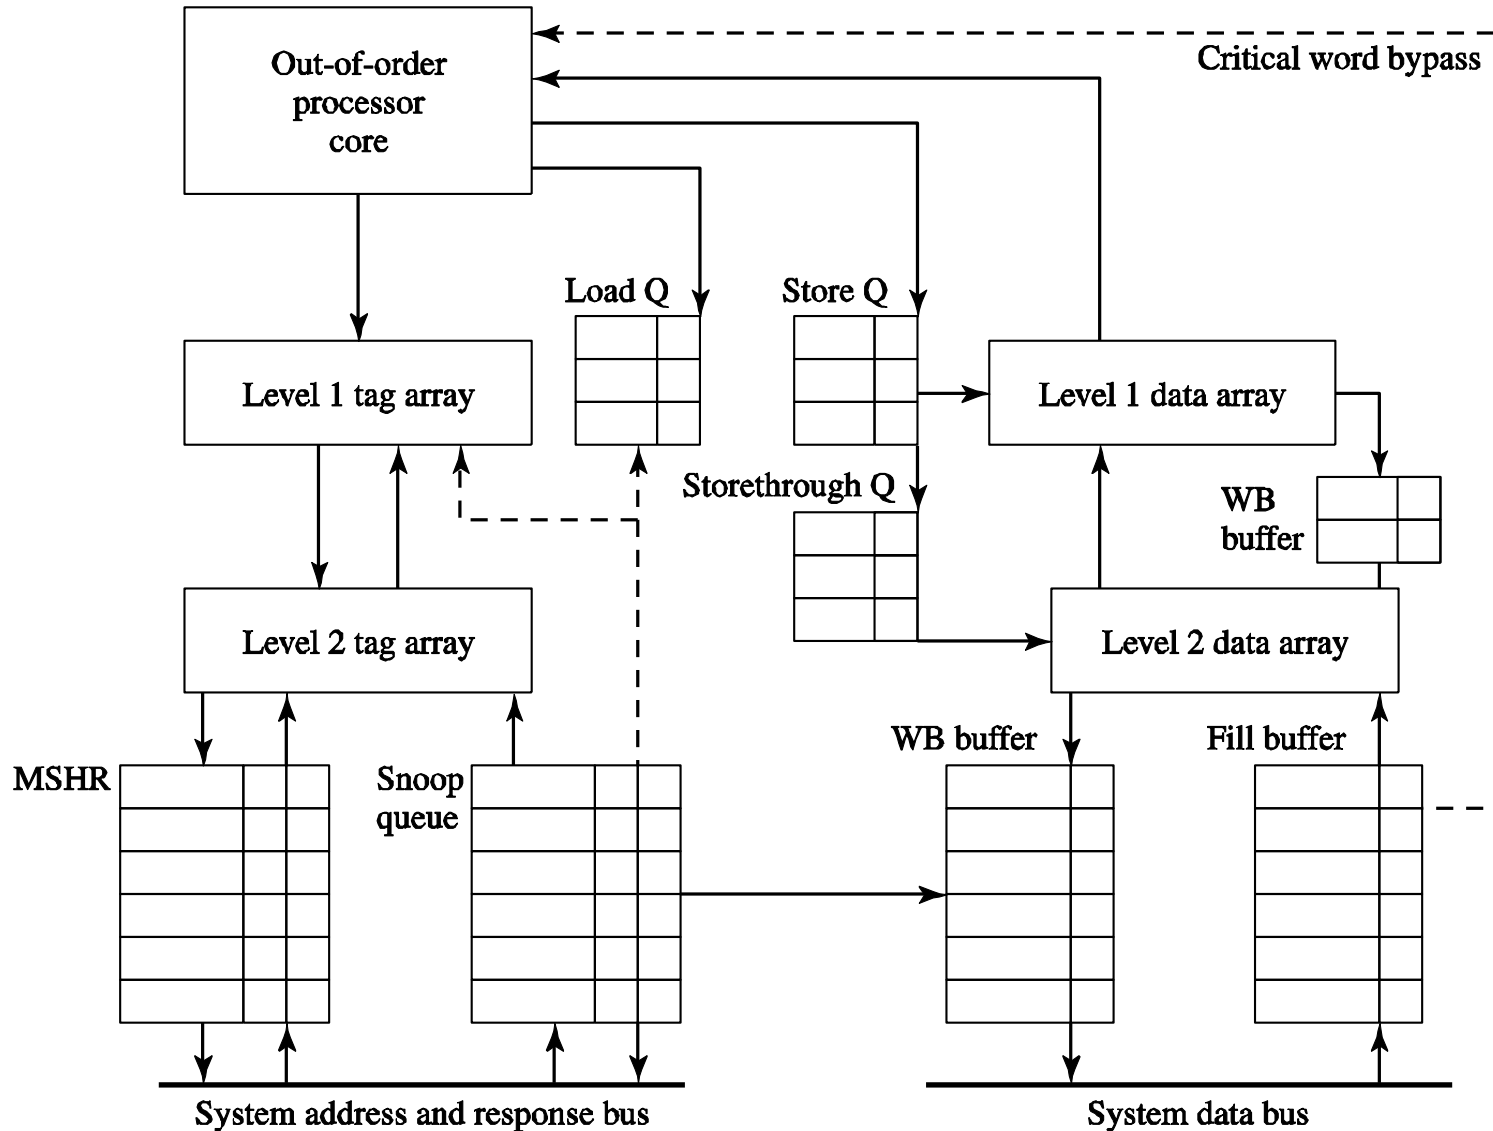 Out-of-order
processor
core
Critical word bypass
Load Q
Store Q
Level 1 tag array
Level 1 data array
Storethrough Q
WB
buffer
Level 2 tag array
Level 2 data array
MSHR
Snoop
queue
WB buffer
Fill buffer
System address and response bus
System data bus